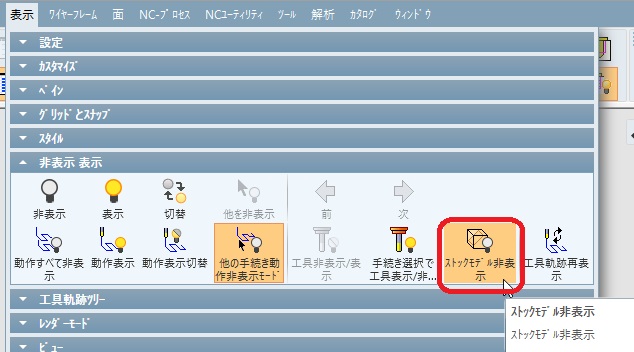 表示 ﾜｲﾔｰﾌﾚｰﾑ 面 NC-ﾌﾟﾛｾｽ NCﾕｰﾃｨﾘﾃｨ ﾂｰﾙ 解析 ｶﾀﾛｸﾞ ｳｨﾝﾄﾞｳ
設定
ｶｽﾀﾏｲｽﾞ
ﾍﾟｲﾝ
ｸﾞﾘｯﾄﾞとｽﾅｯﾌﾟ
ｽﾀｲﾙ
非表示 表示
非表示 表示 切替 他を非表示 前 次
動作すべて非表示 動作表示 動作表示切替 他の手続き動作非表示ﾓｰﾄﾞ 工具非表示/表示 手続き選択で工具表示/非... ｽﾄｯｸﾓﾃﾞﾙ非表示 工具軌跡再表示
工具軌跡ﾂﾘｰ
ﾚﾝﾀﾞｰﾓｰﾄﾞ
ﾋﾞｭｰ
ｽﾄｯｸﾓﾃﾞﾙ非表示
ｽﾄｯｸﾓﾃﾞﾙ非表示